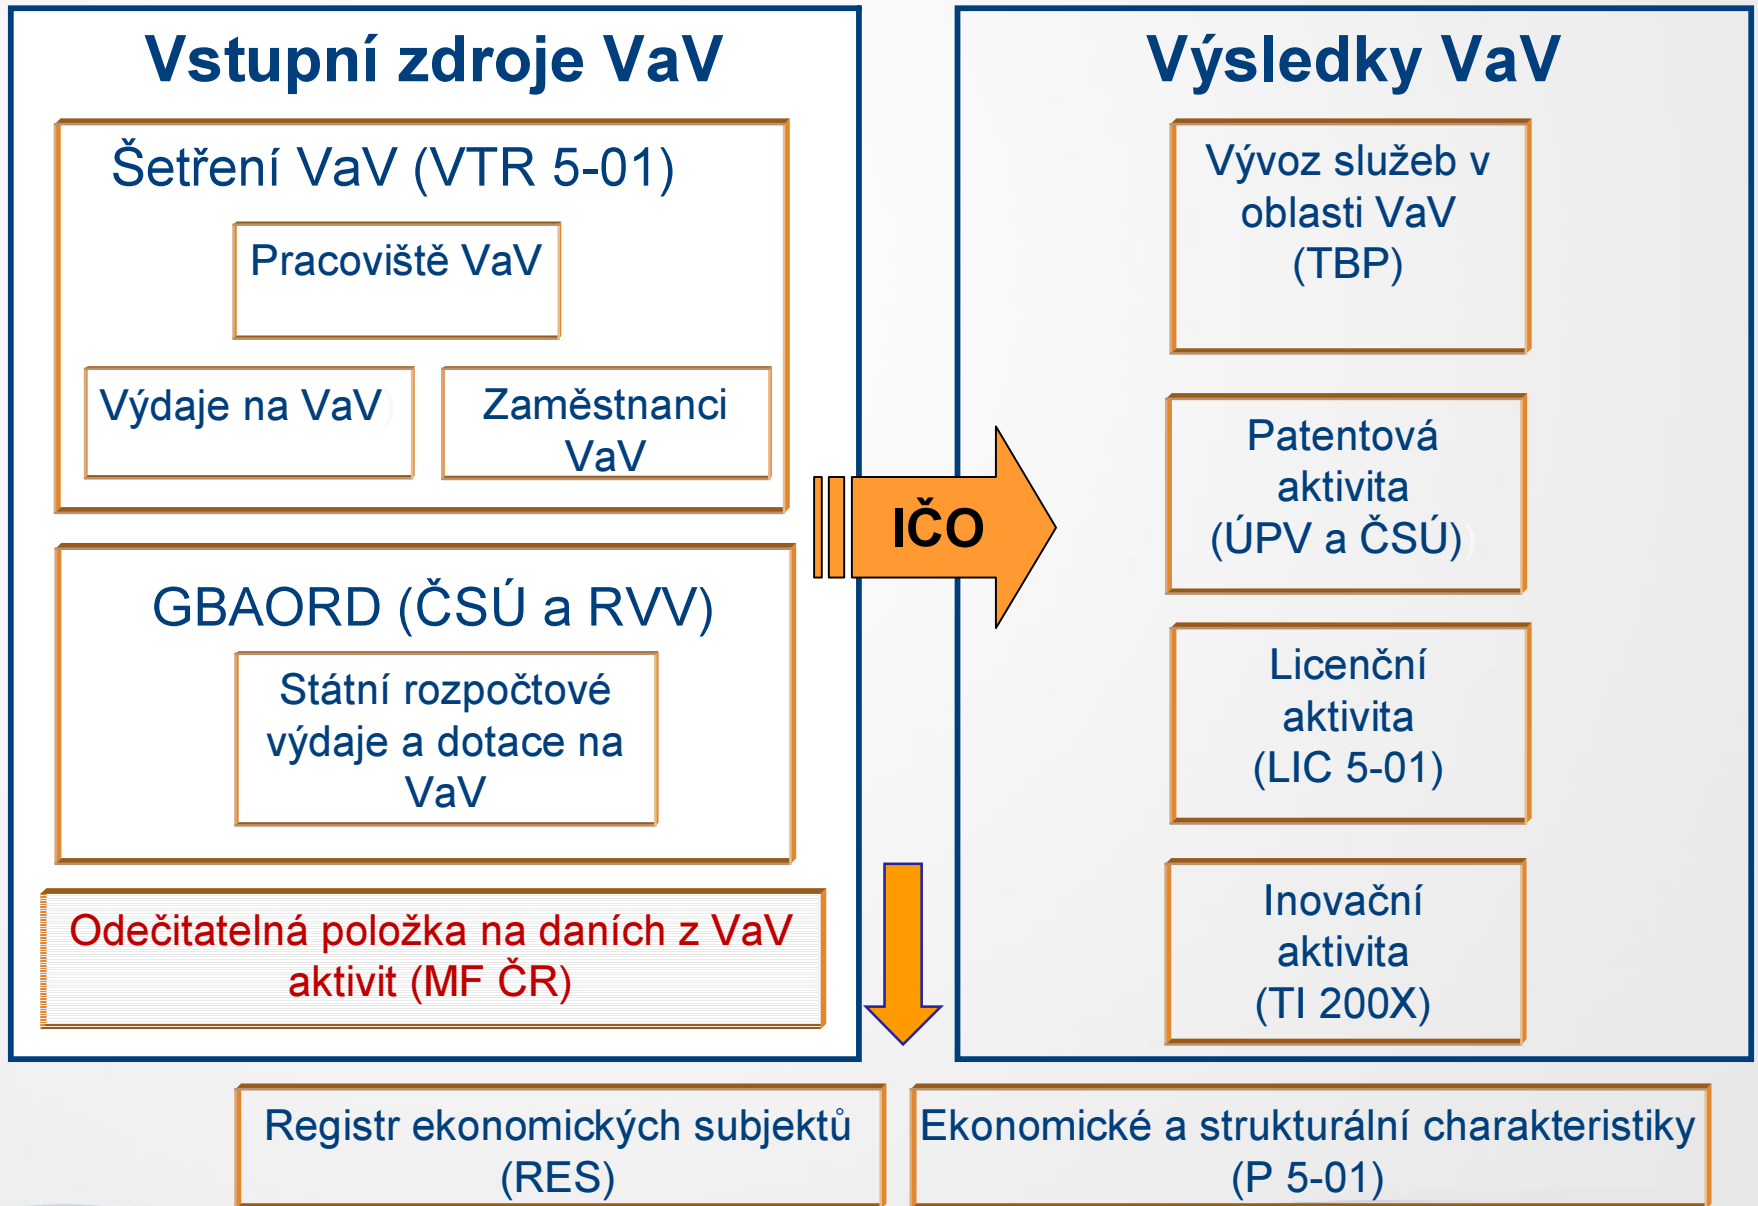 Vstupní zdroje VaV
Šetření VaV (VTR 5-01)
Pracoviště VaV
Výdaje na VaV)
Zaměstnanci
VaV
GBAORD (ČSÚ a RVV)
Státní rozpočtové
výdaje a dotace na
VaV
Odečitatelná položka na daních z VaV
aktivit (MF ČR)
IČO
Výsledky VaV
Vývoz služeb v
oblasti VaV
(TBP)
Patentová
aktivita
(ÚPV a ČSÚ))
Licenční
aktivita
(LIC 5-01)
Inovační
aktivita
(TI 200X)
Registr ekonomických subjektů
(RES)
Ekonomické a strukturální charakteristiky
(P 5-01)